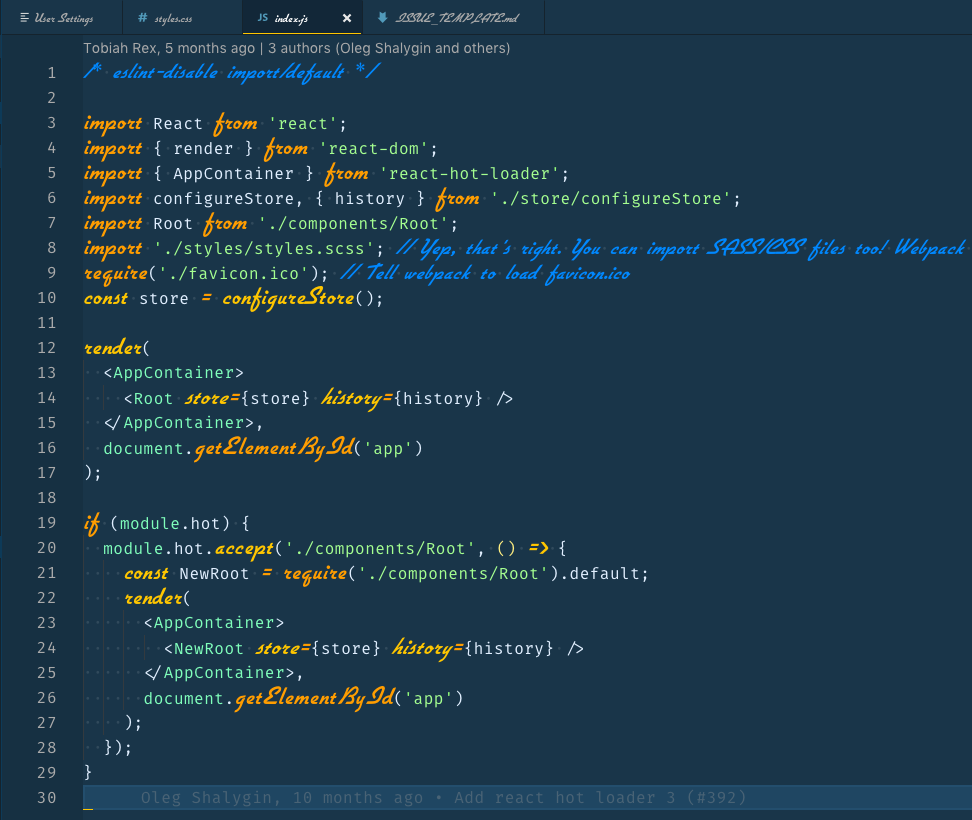 User Settings # styles.css JS index.js × ISSUE_TEMPLATE.md
Tobiah Rex, 5 months ago | 3 authors (Oleg Shalygin and others)
1 /* eslint-disable import/default */
2
3 import React from 'react';
4 import { render } from 'react-dom';
5 import { AppContainer } from 'react-hot-loader';
6 import configureStore, { history } from './store/configureStore';
7 import Root from './components/Root';
8 import './styles/styles.scss'; // Yep, that's right. You can import SASS/CSS files too! Webpack
9 require('./favicon.ico'); // Tell webpack to load favicon.ico
10 const store = configureStore();
11
12 render(
13   <AppContainer>
14     <Root store={store} history={history} />
15   </AppContainer>,
16   document.getElementById('app')
17 );
18
19 if (module.hot) {
20   module.hot.accept('./components/Root', () => {
21     const NewRoot = require('./components/Root').default;
22     render(
23       <AppContainer>
24         <NewRoot store={store} history={history} />
25       </AppContainer>,
26       document.getElementById('app')
27     );
28   });
29 }
30 Oleg Shalygin, 10 months ago • Add react hot loader 3 (#392)